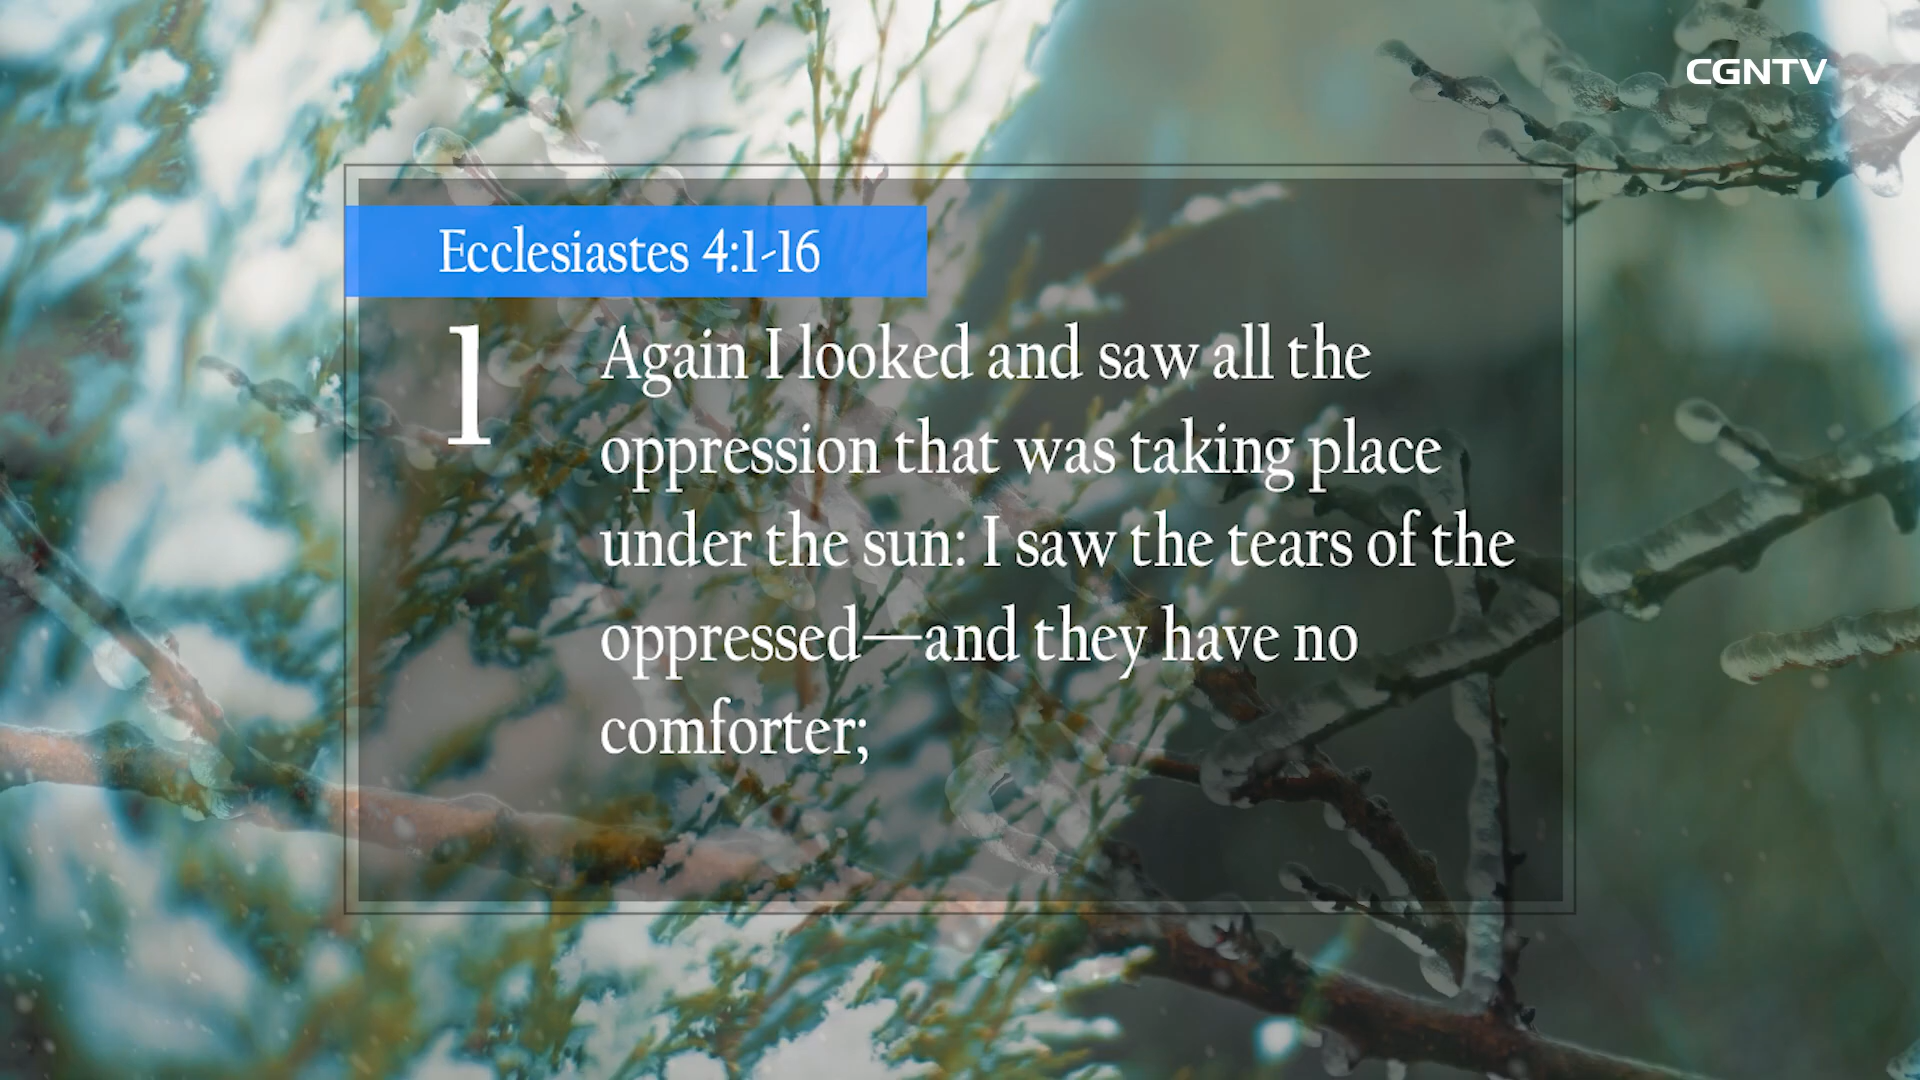 CGNTV
Ecclesiastes 4:1-16
1
Again I looked and saw all the
oppression that was taking place
under the sun: I saw the tears of the
oppressed—and they have no
comforter;